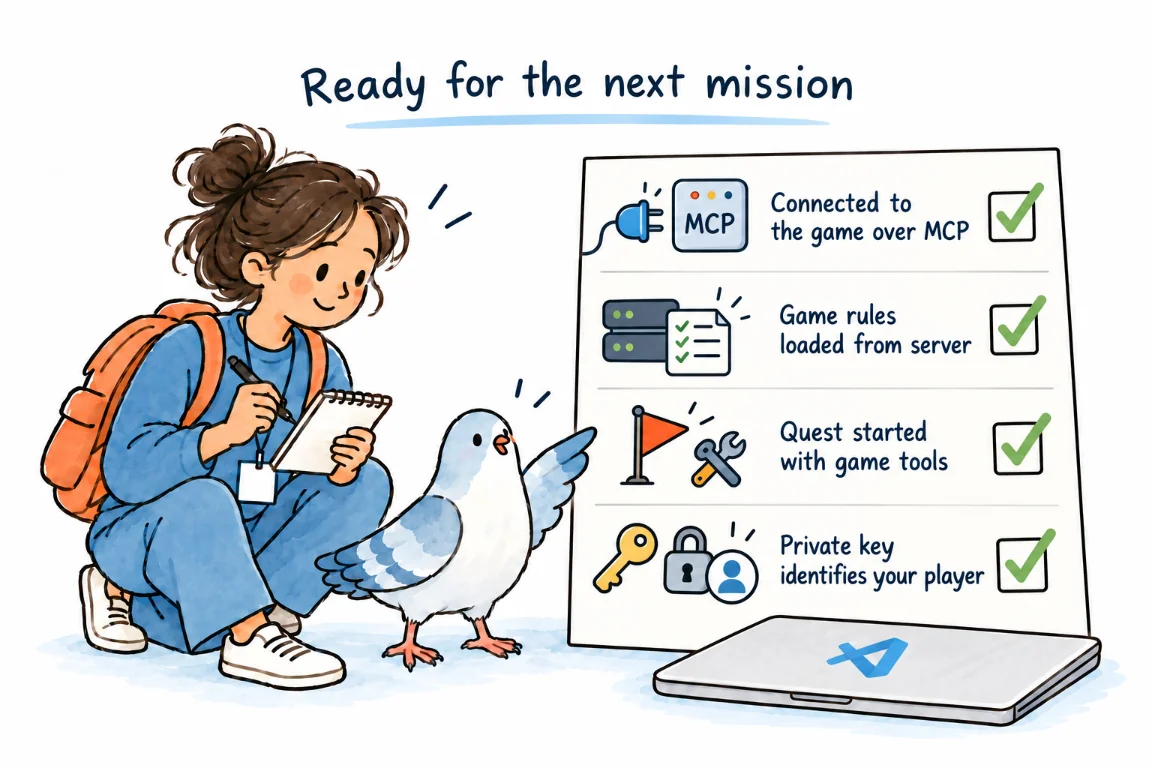 Ready for the next mission
MCP
Connected to
the game over MCP
Game rules
loaded from server
Quest started
with game tools
Private key
identifies your player